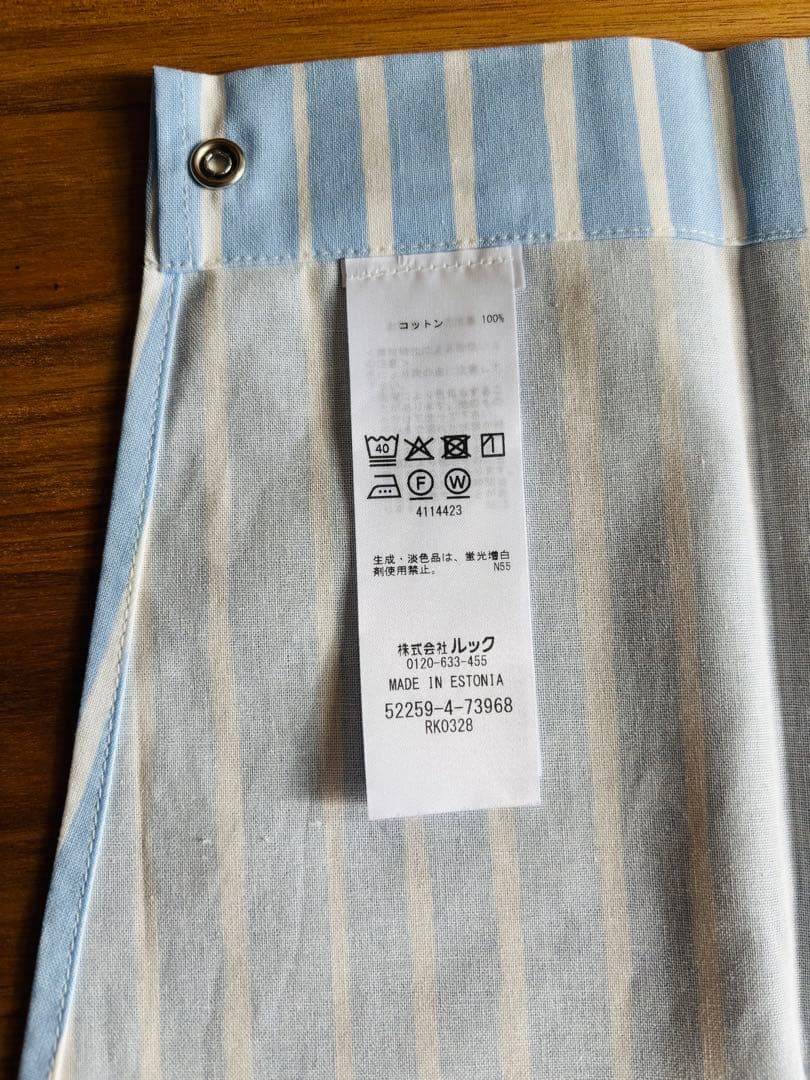 コットン 100%
40
F W
4114423
生成・淡色品は、蛍光増白
剤使用禁止。 N55
株式会社ルック
0120-633-455
MADE IN ESTONIA
52259-4-73968
RK0328